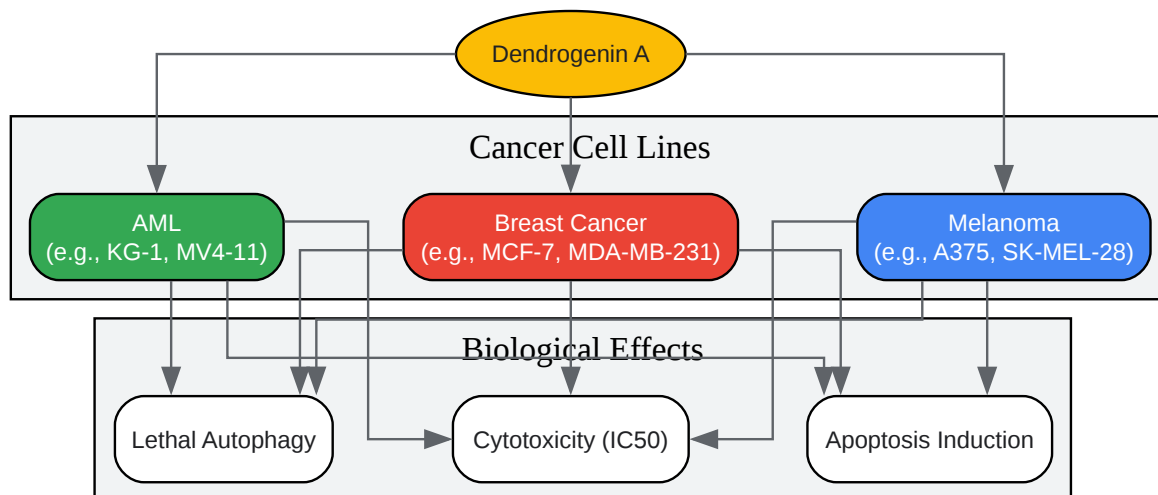 Dendrogenin A
Cancer Cell Lines
AML
(e.g., KG-1, MV4-11)
Breast Cancer
(e.g., MCF-7, MDA-MB-231)
Melanoma
(e.g., A375, SK-MEL-28)
Biological Effects
Lethal Autophagy
Cytotoxicity (IC50)
Apoptosis Induction